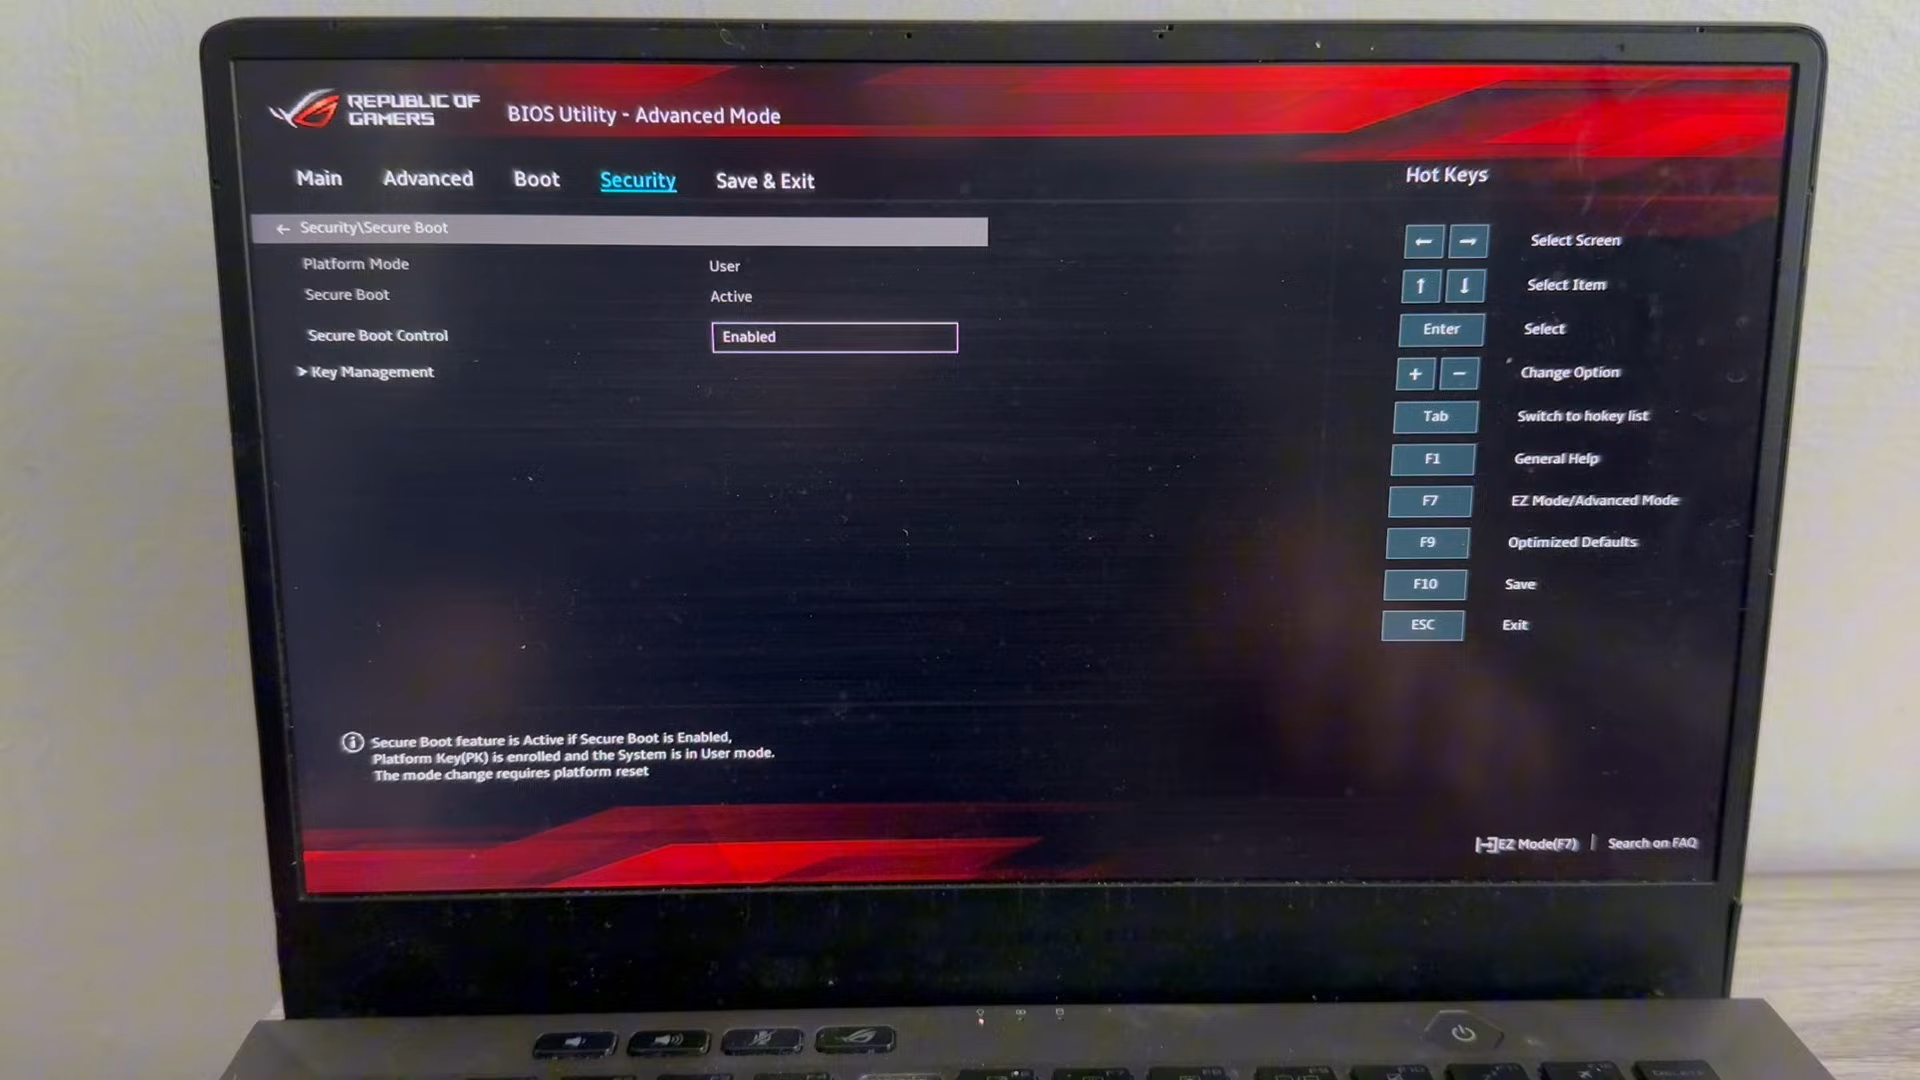 REPUBLIC OF
GAMERS
BIOS Utility - Advanced Mode
Main Advanced Boot Security Save & Exit
Hot Keys
← Security\Secure Boot
Platform Mode User
Secure Boot Active
Secure Boot Control Enabled
> Key Management
← → Select Screen
↑ ↓ Select Item
Enter Select
+ - Change Option
Tab Switch to hokey list
F1 General Help
F7 EZ Mode/Advanced Mode
F9 Optimized Defaults
F10 Save
ESC Exit
Secure Boot feature is Active if Secure Boot is Enabled,
Platform Key(PK) is enrolled and the System is in User mode.
The mode change requires platform reset
EZ Mode(F7) | Search on FAQ